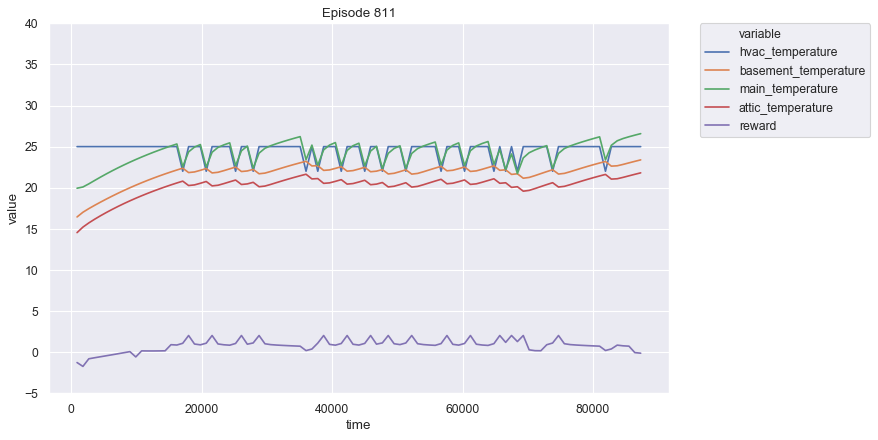 Episode 811
40
35
30
25
20
15
10
5
0
−5
value
0
20000
40000
60000
80000
time
variable
hvac_temperature
basement_temperature
main_temperature
attic_temperature
reward